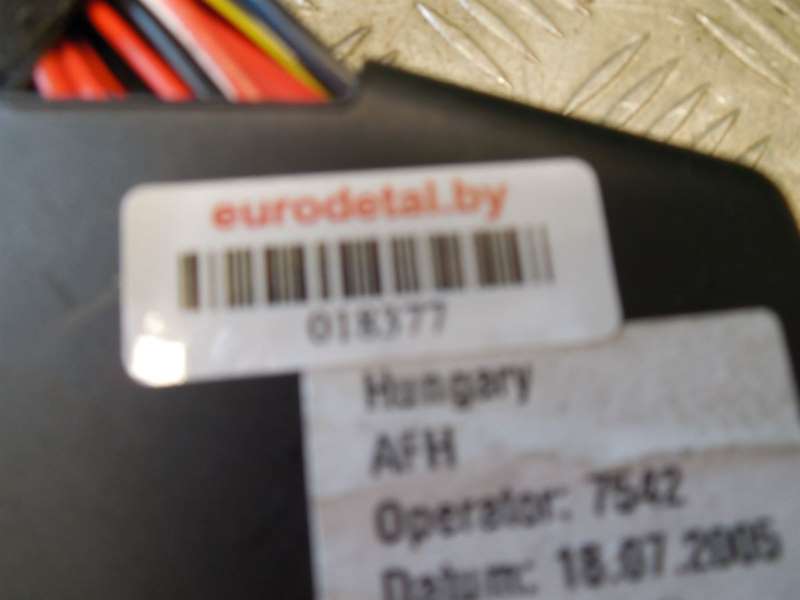 eurodetal.by
018377
Hungary
AFH
Operator: 7542
Datum: 18.07.2005